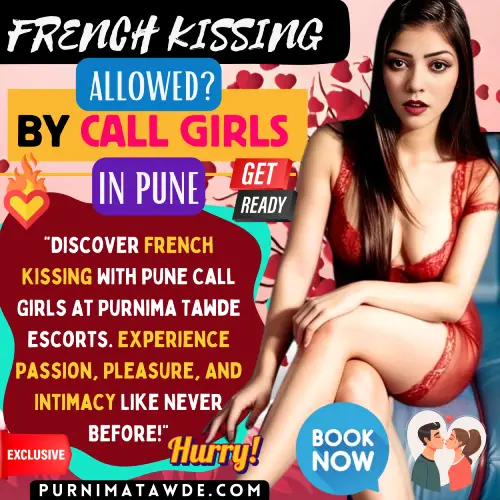 FRENCH KISSING
ALLOWED?
BY CALL GIRLS
IN PUNE
GET
READY
"DISCOVER FRENCH
KISSING WITH PUNE CALL
GIRLS AT PURNIMA TAWDE
ESCORTS. EXPERIENCE
PASSION, PLEASURE, AND
INTIMACY LIKE NEVER
BEFORE!"
Hurry!
EXCLUSIVE
BOOK
NOW
PURNIMATAWDE.COM